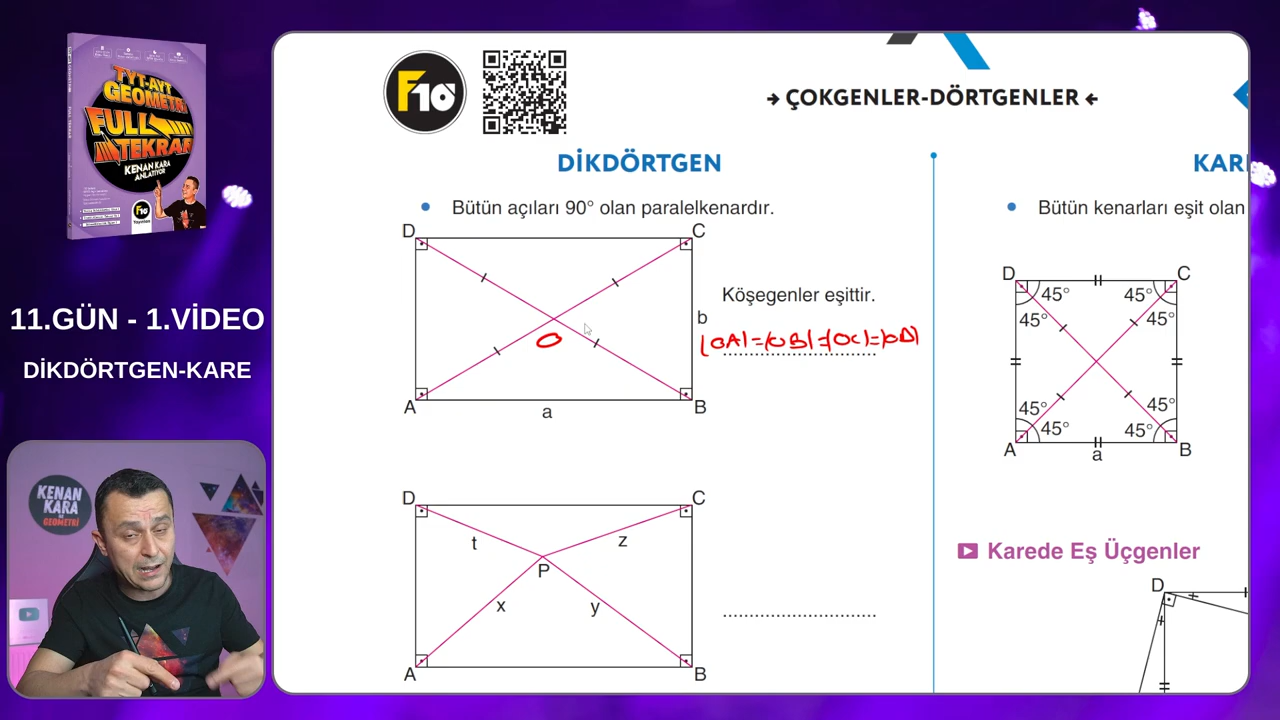 TYT-AYT
GEOMETRİ
FULL
TEKRAR
KENAN KARA
ANLATIYOR
F10
11.GÜN - 1.VİDEO
DİKDÖRTGEN-KARE
KENAN
KARA
GEOMETRİ
F10
→ ÇOKGENLER-DÖRTGENLER ←
DİKDÖRTGEN
• Bütün açıları 90° olan paralelkenardır.
D C
Köşegenler eşittir.
b
O
|OA|=|OB|=|OC|=|OD|
A B
a
D C
t z
P
x y
....................................
A B
KARE
• Bütün kenarları eşit olan
D C
45° 45°
45° 45°
45° 45°
45° 45°
A B
a
Karede Eş Üçgenler
D